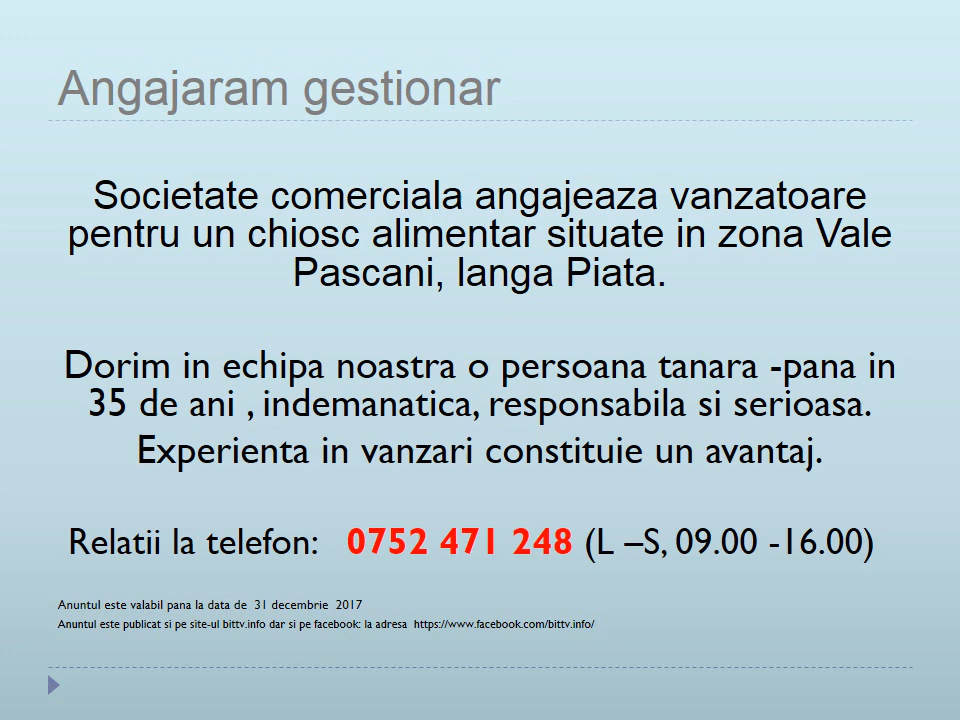 Angajaram gestionar
Societate comerciala angajeaza vanzatoare
pentru un chiosc alimentar situate in zona Vale
Pascani, langa Piata.
Dorim in echipa noastra o persoana tanara -pana in
35 de ani , indemanatica, responsabila si serioasa.
Experienta in vanzari constituie un avantaj.
Relatii la telefon: 0752 471 248 (L –S, 09.00 -16.00)
Anuntul este valabil pana la data de 31 decembrie 2017
Anuntul este publicat si pe site-ul bittv.info dar si pe facebook: la adresa https://www.facebook.com/bittv.info/